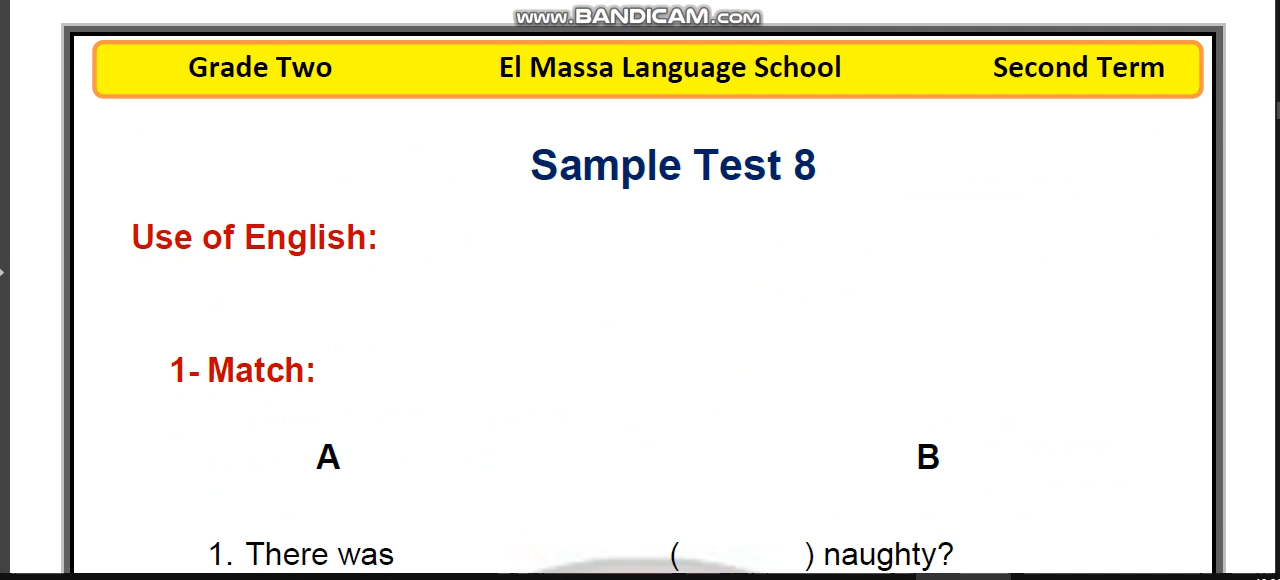 www.BANDICAM.com
Grade Two El Massa Language School Second Term
Sample Test 8
Use of English:
1- Match:
A B
1. There was ( ) naughty?